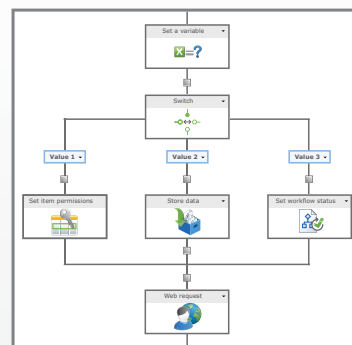 Set a variable
Switch
Value 1 Value 2 Value 3
Set item permissions Store data Set workflow status
Web request